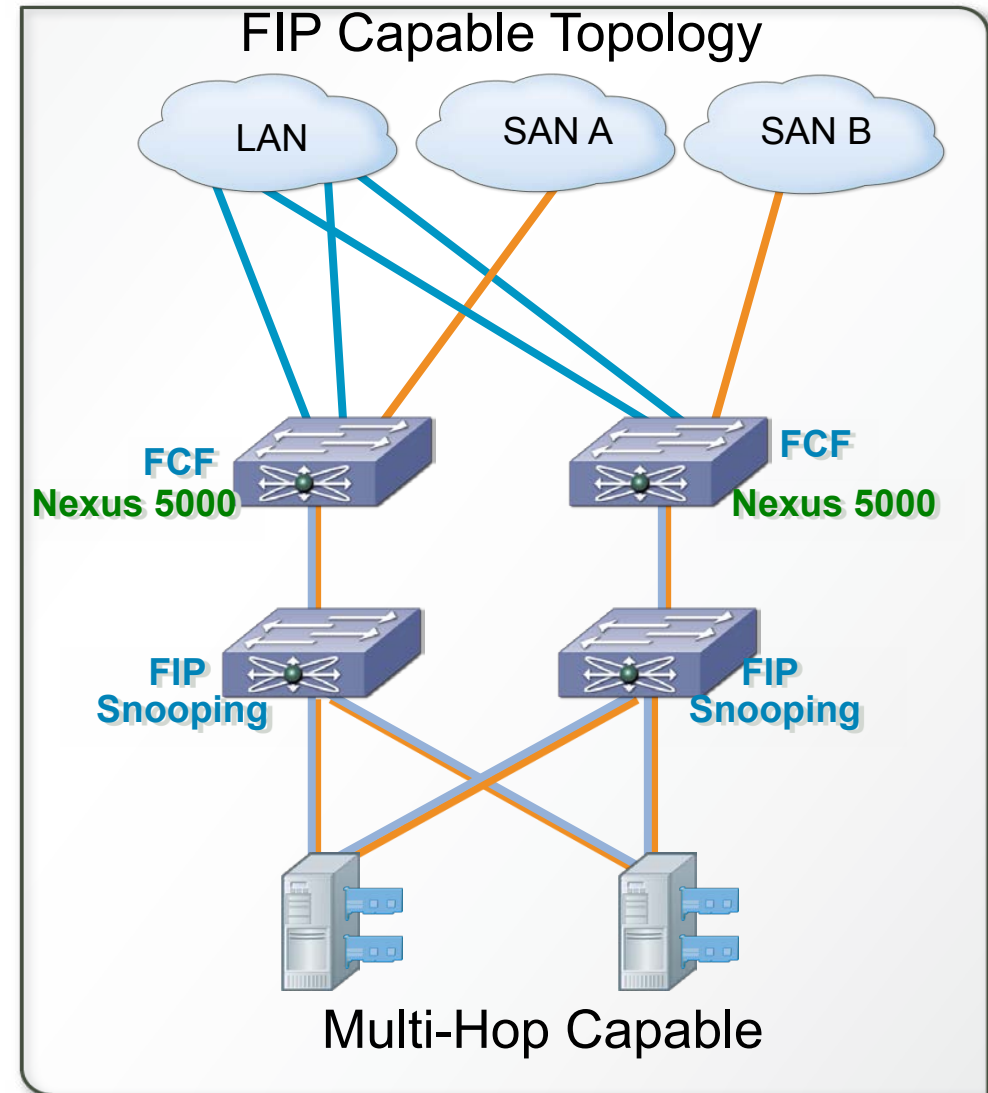 FIP Capable Topology
LAN
SAN A
SAN B
FCF
Nexus 5000
FCF
Nexus 5000
FIP
Snooping
FIP
Snooping
Multi-Hop Capable